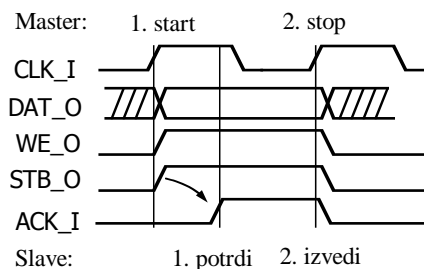 Master: 1. start 2. stop
CLK_I
DAT_O
WE_O
STB_O
ACK_I
Slave: 1. potrdi 2. izvedi